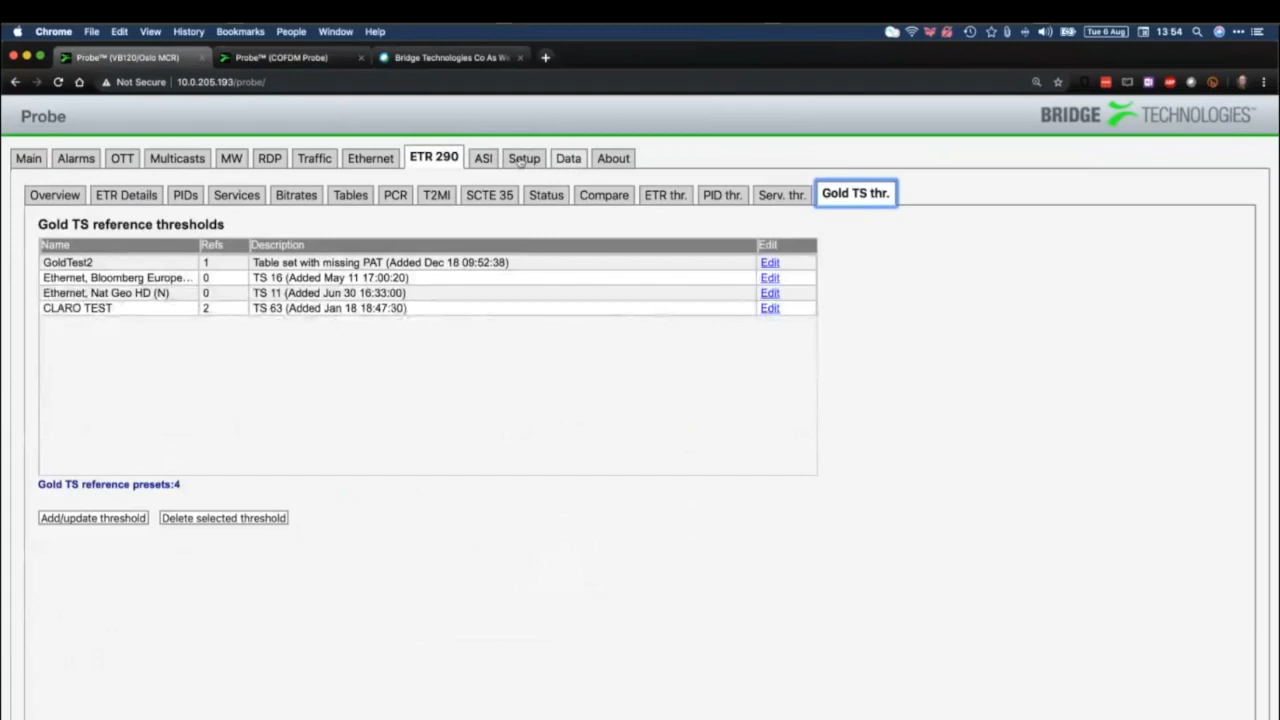 Chrome File Edit View History Bookmarks People Window Help Tue 6 Aug 13 54
Probe™ (VB120/Oslo MCR) Probe™ (COFDM Probe) Bridge Technologies Co As We
Not Secure 10.0.205.193/probe/
Probe BRIDGE TECHNOLOGIES™
Main Alarms OTT Multicasts MW RDP Traffic Ethernet ETR 290 ASI Setup Data About
Overview ETR Details PIDs Services Bitrates Tables PCR T2MI SCTE 35 Status Compare ETR thr. PID thr. Serv. thr. Gold TS thr.
Gold TS reference thresholds
Name Refs Description Edit
GoldTest2 1 Table set with missing PAT (Added Dec 18 09:52:38) Edit
Ethernet, Bloomberg Europe... 0 TS 16 (Added May 11 17:00:20) Edit
Ethernet, Nat Geo HD (N) 0 TS 11 (Added Jun 30 16:33:00) Edit
CLARO TEST 2 TS 63 (Added Jan 18 18:47:30) Edit
Gold TS reference presets:4
Add/update threshold Delete selected threshold